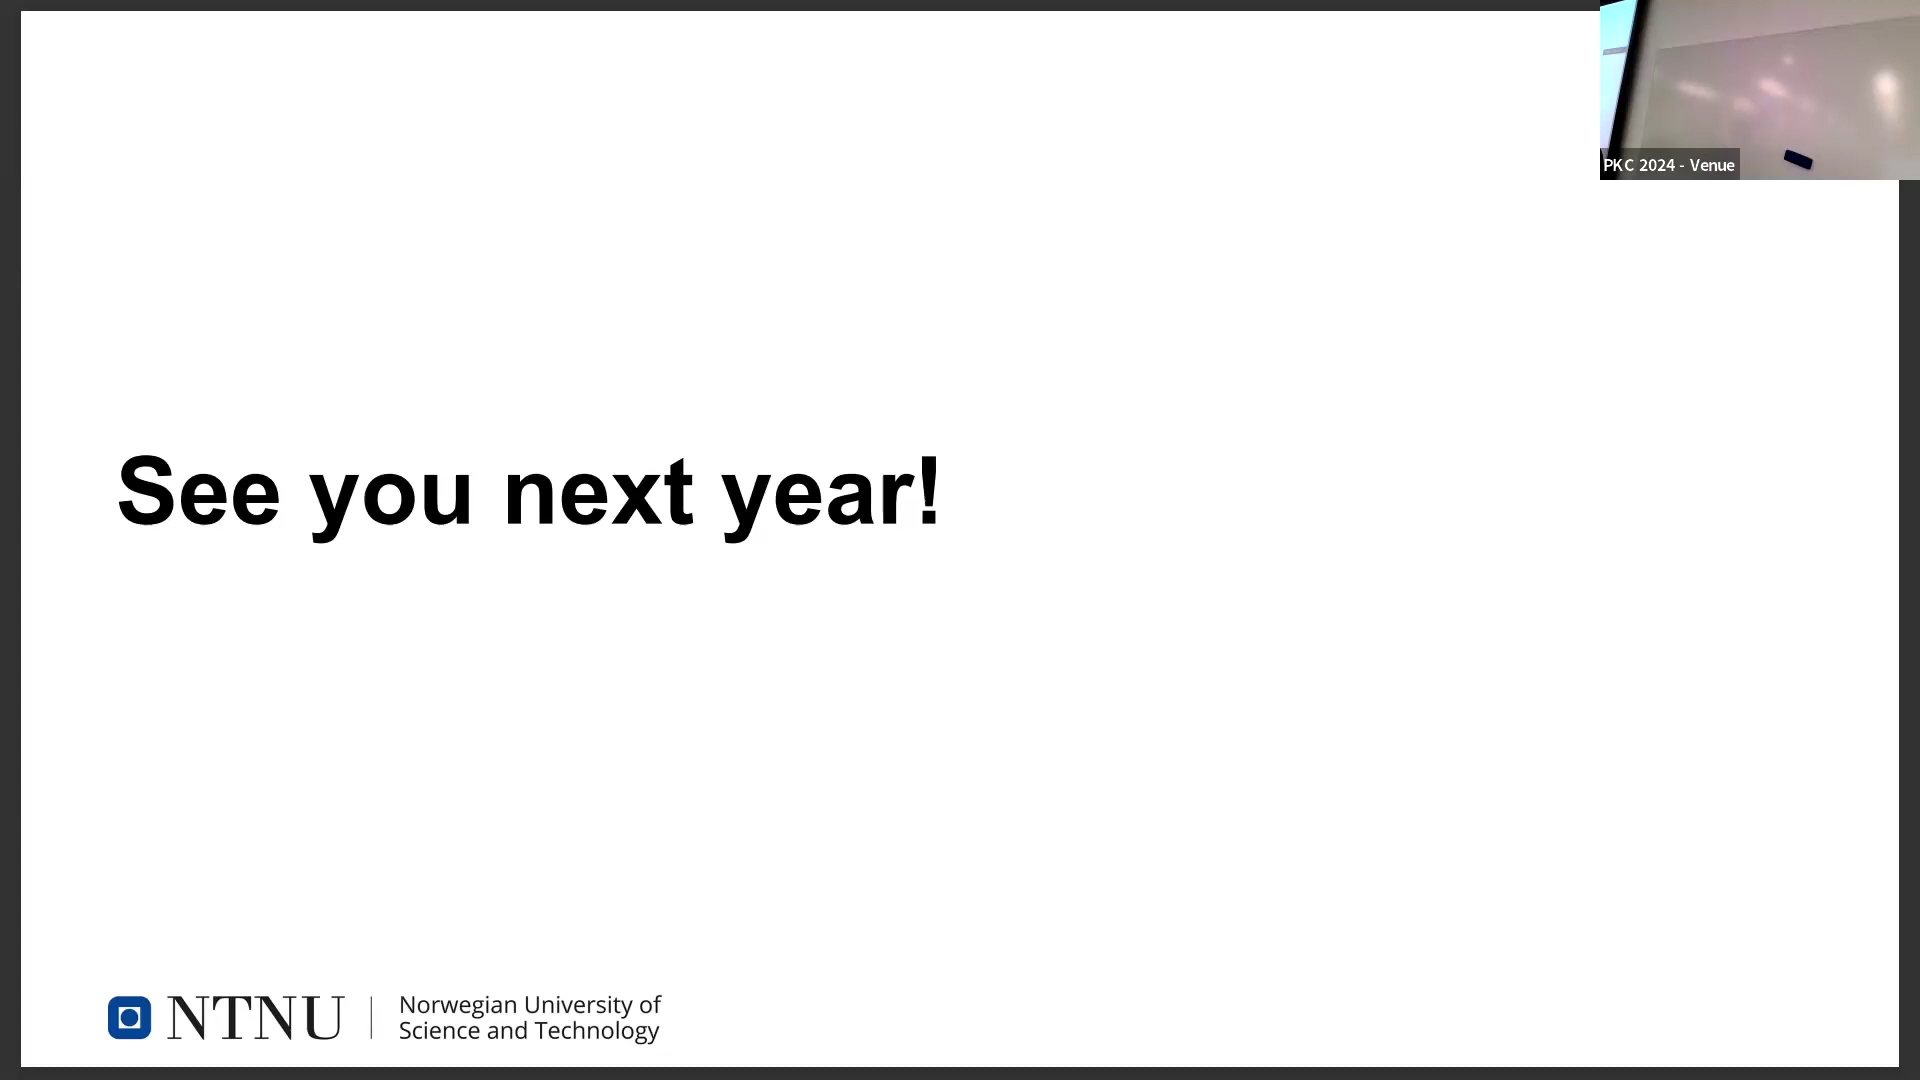 PKC 2024 - Venue
See you next year!
NTNU
Norwegian University of
Science and Technology